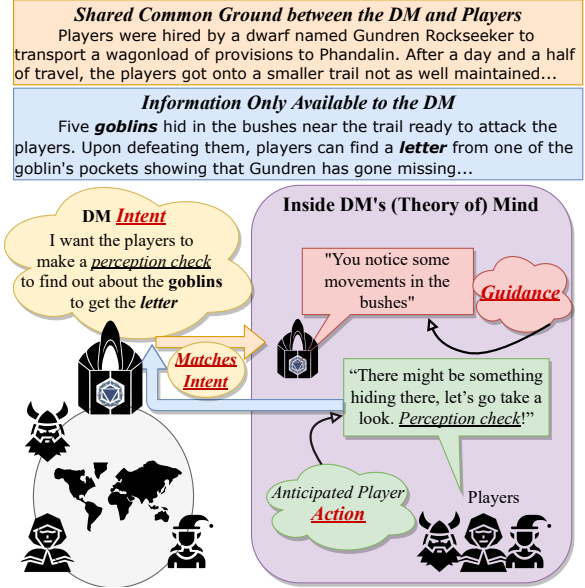 Shared Common Ground between the DM and Players
Players were hired by a dwarf named Gundren Rockseeker to
transport a wagonload of provisions to Phandalin. After a day and a half
of travel, the players got onto a smaller trail not as well maintained...
Information Only Available to the DM
Five goblins hid in the bushes near the trail ready to attack the
players. Upon defeating them, players can find a letter from one of the
goblin's pockets showing that Gundren has gone missing...
DM Intent
I want the players to
make a perception check
to find out about the goblins
to get the letter
Matches
Intent
Inside DM's (Theory of) Mind
"You notice some
movements in the
bushes"
Guidance
“There might be something
hiding there, let’s go take a
look. Perception check!”
Anticipated Player
Action
Players